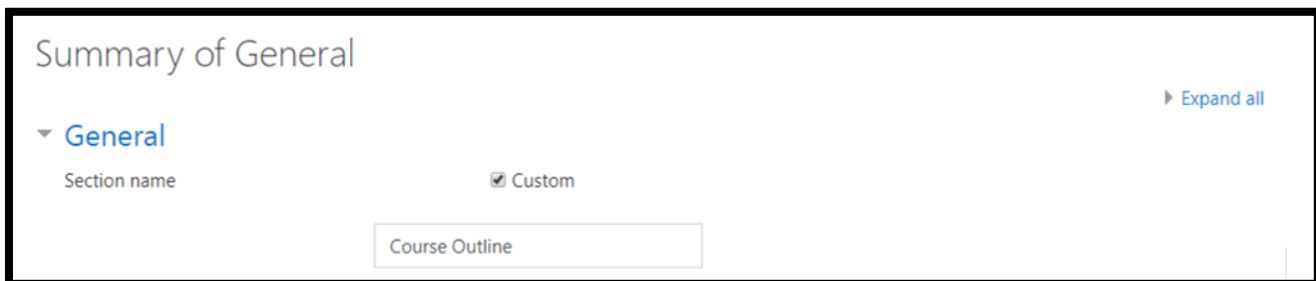 Summary of General
Expand all
General
Section name Custom
Course Outline